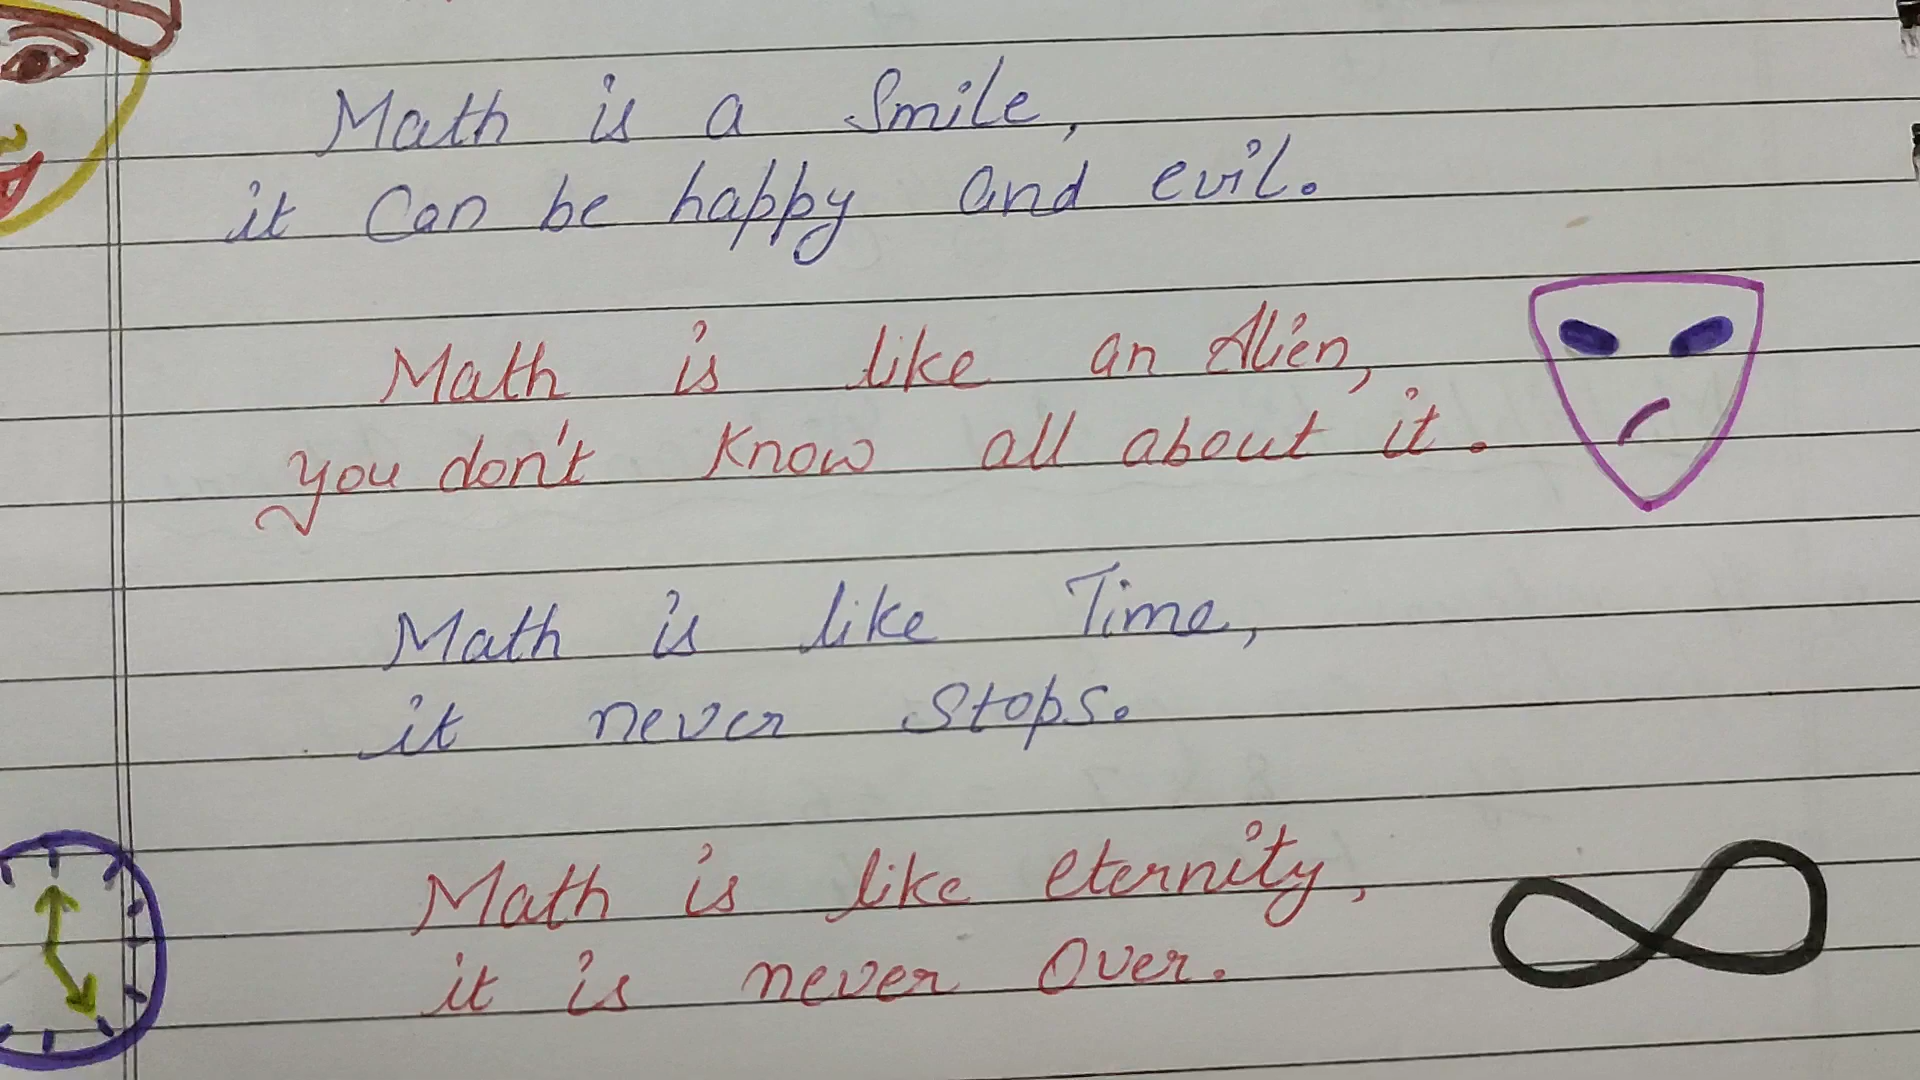 Math is a Smile,
it Can be happy and evil.
Math is like an Alien,
you don't know all about it.
Math is like Time,
it never Stops.
Math is like eternity,
it is never Over.